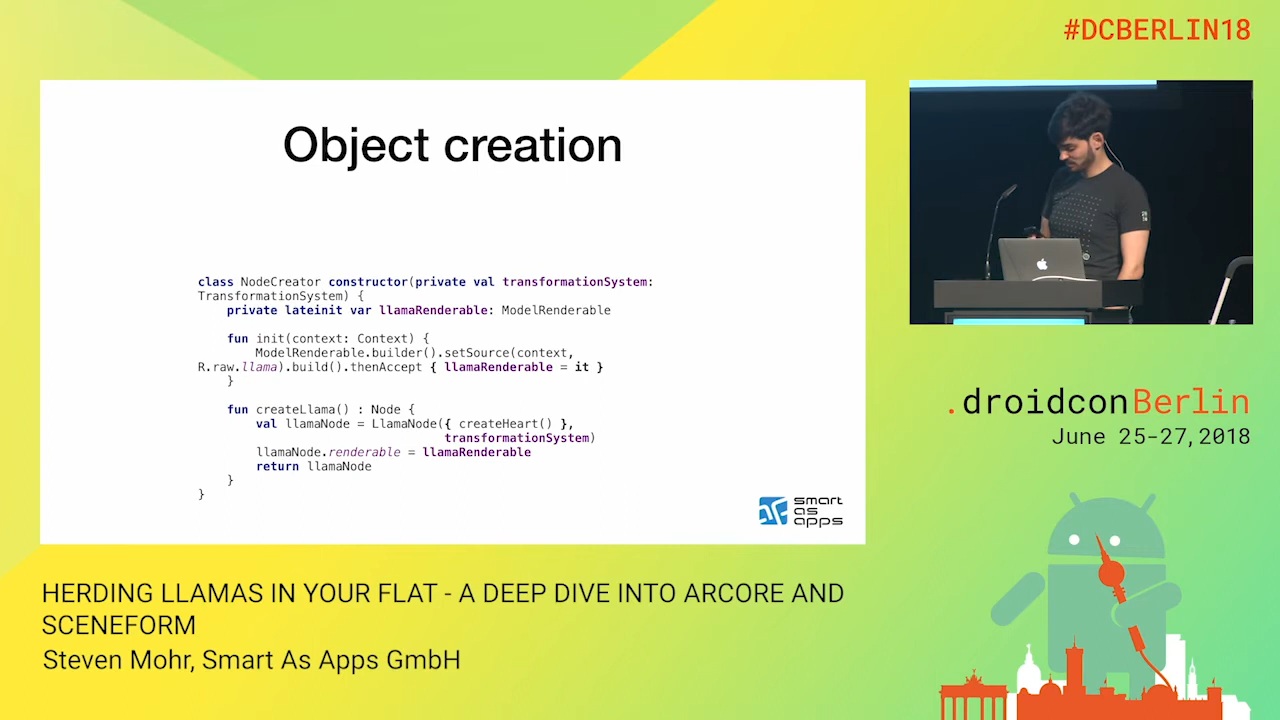 #DCBERLIN18
Object creation
class NodeCreator constructor(private val transformationSystem:
TransformationSystem) {
    private lateinit var llamaRenderable: ModelRenderable
    fun init(context: Context) {
        ModelRenderable.builder().setSource(context,
R.raw.llama).build().thenAccept { llamaRenderable = it }
    }
    fun createLlama() : Node {
        val llamaNode = LlamaNode({ createHeart() },
                                  transformationSystem)
        llamaNode.renderable = llamaRenderable
        return llamaNode
    }
}
smart
as
apps
.droidconBerlin
June 25-27,2018
HERDING LLAMAS IN YOUR FLAT - A DEEP DIVE INTO ARCORE AND
SCENEFORM
Steven Mohr, Smart As Apps GmbH